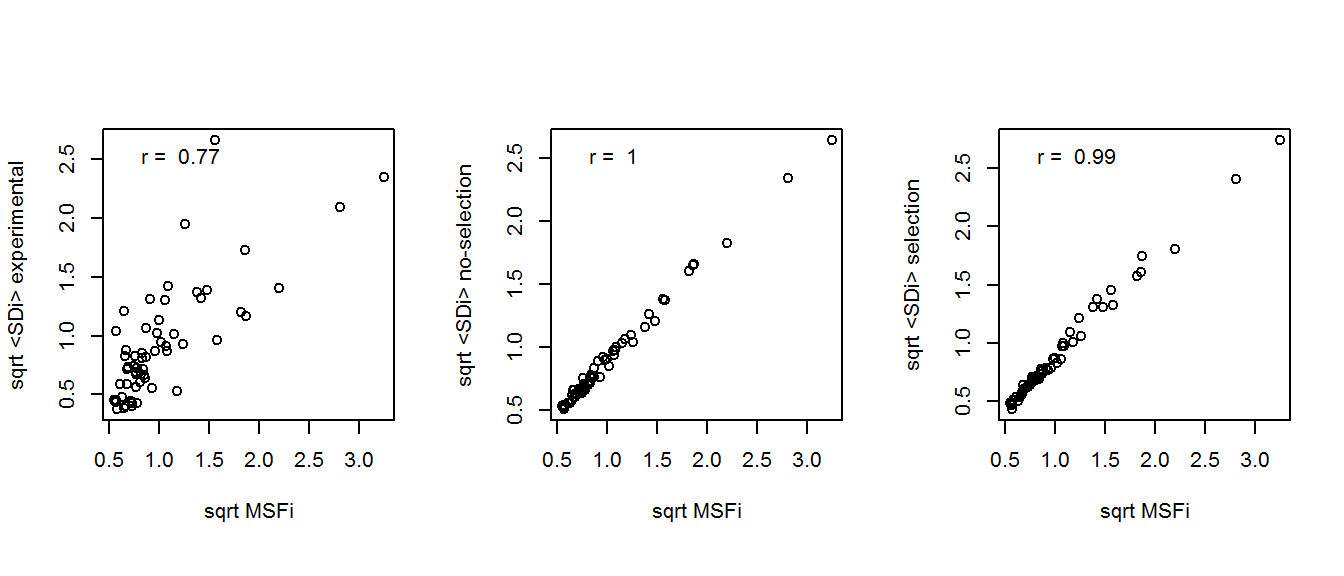 sqrt <SDi> experimental
2.5
2.0
1.5
1.0
0.5
r = 0.77
0.5 1.0 1.5 2.0 2.5 3.0
sqrt MSFi
sqrt <SDi> no-selection
2.5
2.0
1.5
1.0
0.5
r = 1
0.5 1.0 1.5 2.0 2.5 3.0
sqrt MSFi
sqrt <SDi> selection
2.5
2.0
1.5
1.0
0.5
r = 0.99
0.5 1.0 1.5 2.0 2.5 3.0
sqrt MSFi